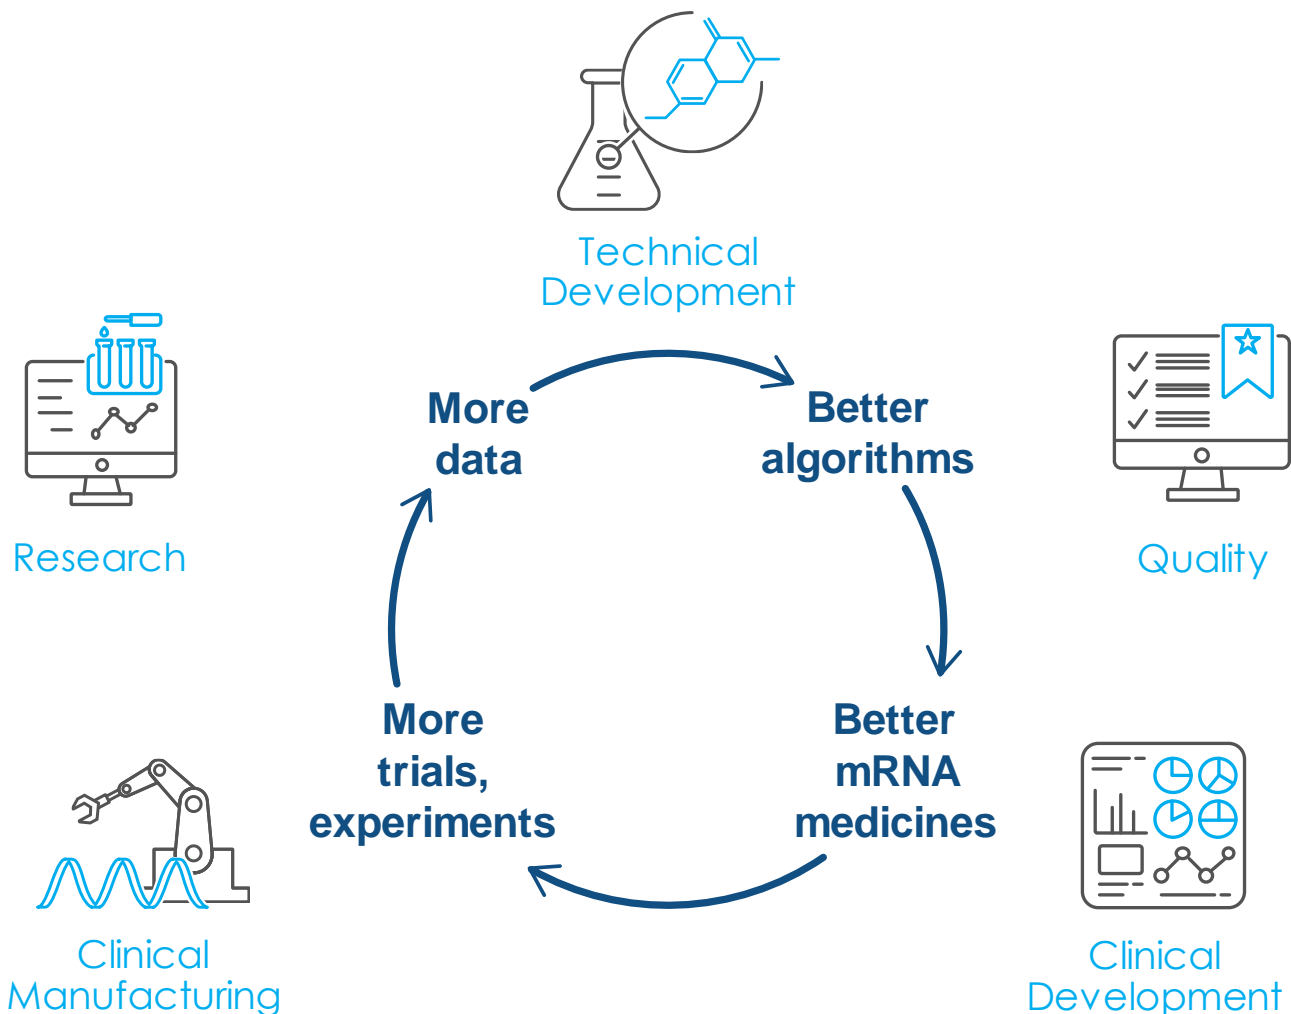 Technical
Development
More
data
Better
algorithms
Research
Quality
More
trials,
experiments
Better
mRNA
medicines
Clinical
Manufacturing
Clinical
Development